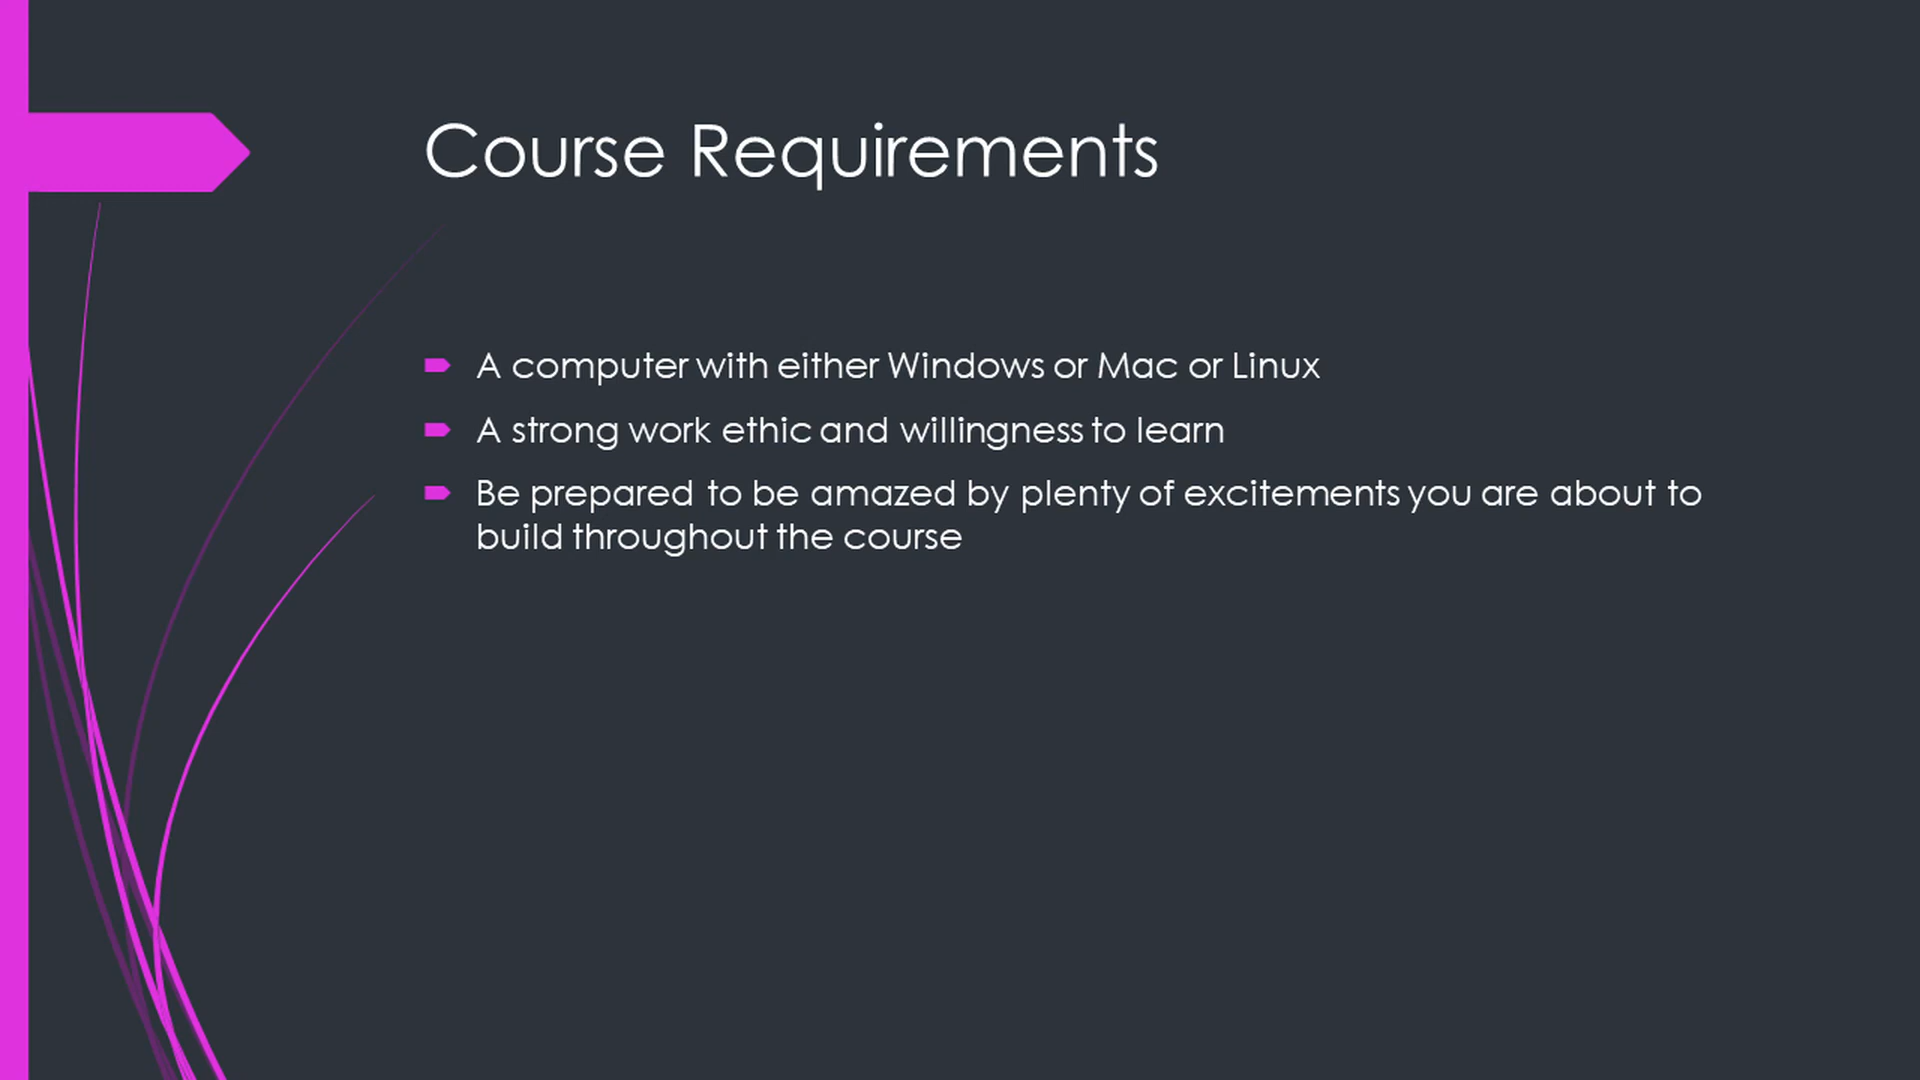 Course Requirements
A computer with either Windows or Mac or Linux
A strong work ethic and willingness to learn
Be prepared to be amazed by plenty of excitements you are about to
build throughout the course